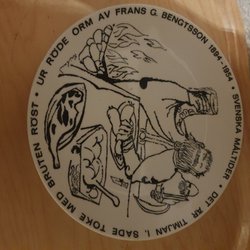 UR RÖDE ORM AV FRANS G. BENGTSSON 1894-1954 • SVENSKA MÅLTIDER • DET ÄR TIMJAN I, SADE TOKE MED BRUTEN RÖST •